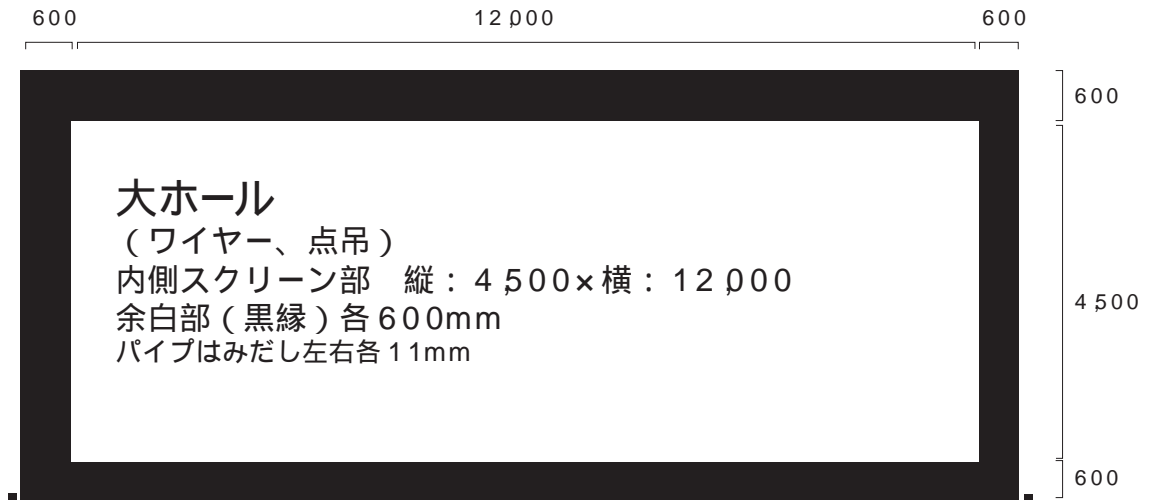 600 12,000 600
600
大ホール
（ワイヤー、点吊）
内側スクリーン部　縦：4,500×横：12,000
4,500
余白部（黒縁）各600mm
パイプはみだし左右各11mm
600